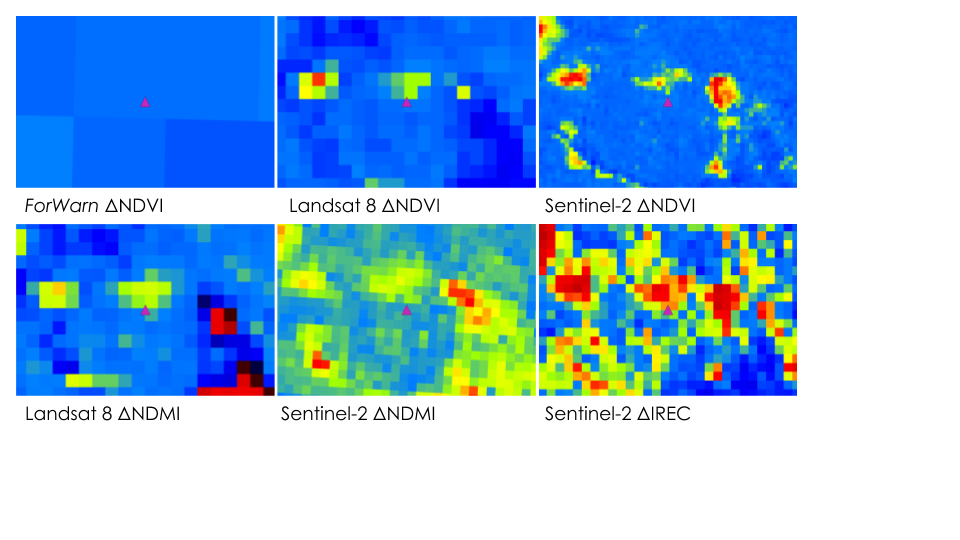 ForWarn ΔNDVI
Landsat 8 ΔNDVI
Sentinel-2 ΔNDVI
Landsat 8 ΔNDMI
Sentinel-2 ΔNDMI
Sentinel-2 ΔIREC